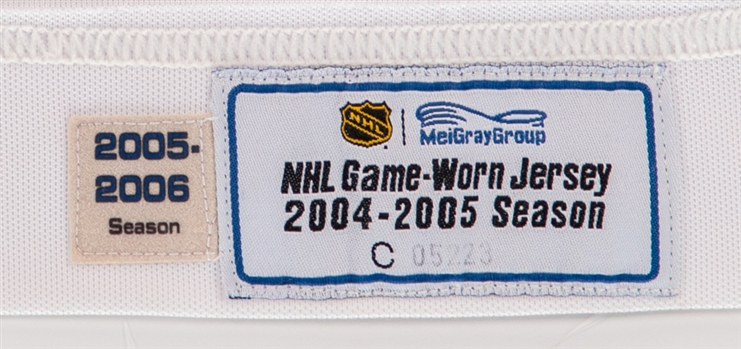 2005-
2006
Season
NHL | MeiGrayGroup
NHL Game-Worn Jersey
2004-2005 Season
C 05223